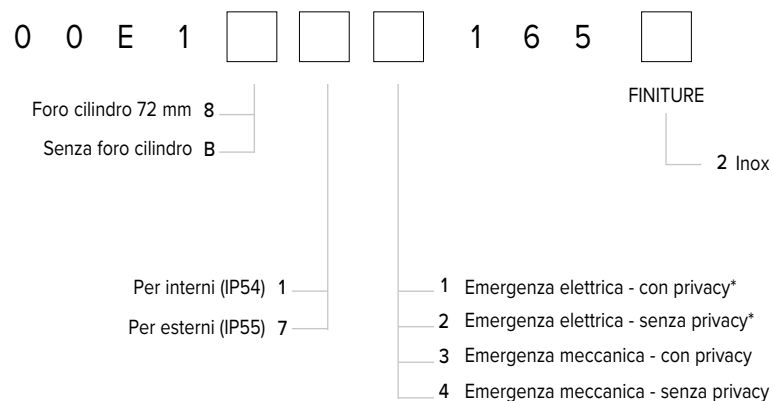 0 0 E 1 1 6 5
FINITURE
Foro cilindro 72 mm 8
Senza foro cilindro B
2 Inox
Per interni (IP54) 1
Per esterni (IP55) 7
1 Emergenza elettrica - con privacy*
2 Emergenza elettrica - senza privacy*
3 Emergenza meccanica - con privacy
4 Emergenza meccanica - senza privacy